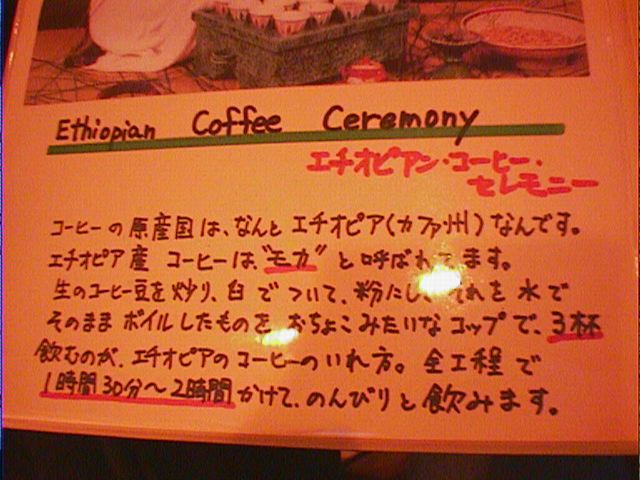 Ethiopian Coffee Ceremony
エチオピアン・コーヒー・
セレモニー
コーヒーの原産国は、なんとエチオピア(カファ州)なんです。
エチオピア産 コーヒーは、"モカ"と呼ばれてます。
生のコーヒー豆を炒り、臼でついて、粉にし、それを水で
そのままボイルしたものを、おちょこみたいなコップで、3杯
飲むのが、エチオピアのコーヒーのいれ方。全工程で
1時間30分〜2時間かけて、のんびりと飲みます。